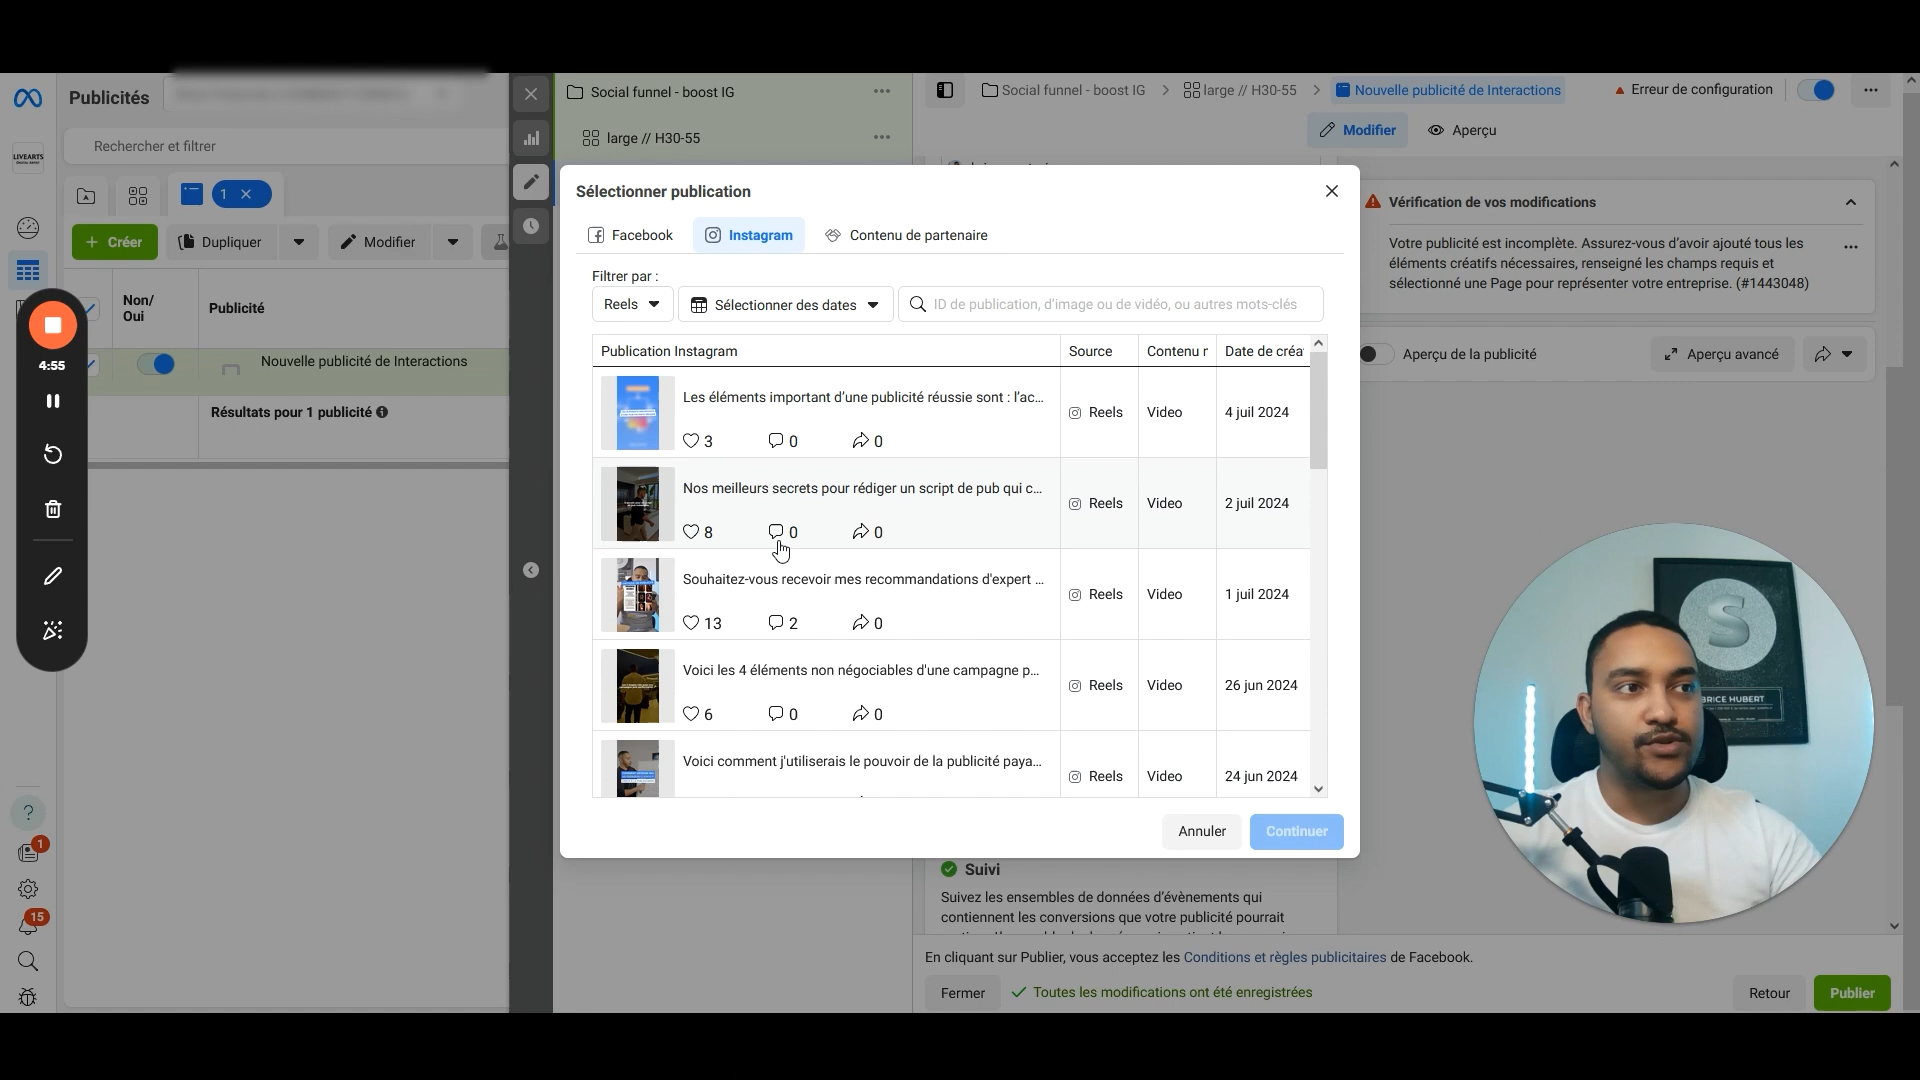 Publicités
LIVEARTS
Rechercher et filtrer
1
Créer
Dupliquer
Modifier
Non/
Oui
Publicité
Nouvelle publicité de Interactions
Résultats pour 1 publicité
4:55
1
15
Social funnel - boost IG
large // H30-55
Social funnel - boost IG
large // H30-55
Nouvelle publicité de Interactions
Erreur de configuration
Modifier
Aperçu
Sélectionner publication
Facebook
Instagram
Contenu de partenaire
Filtrer par :
Reels
Sélectionner des dates
ID de publication, d'image ou de vidéo, ou autres mots-clés
Publication Instagram
Source
Contenu r
Date de créa
Les éléments important d'une publicité réussie sont : l'ac...
3
0
0
Reels
Video
4 juil 2024
Nos meilleurs secrets pour rédiger un script de pub qui c...
8
0
0
Reels
Video
2 juil 2024
Souhaitez-vous recevoir mes recommandations d'expert ...
13
2
0
Reels
Video
1 juil 2024
Voici les 4 éléments non négociables d'une campagne p...
6
0
0
Reels
Video
26 jun 2024
Voici comment j'utiliserais le pouvoir de la publicité paya...
Reels
Video
24 jun 2024
Annuler
Continuer
Vérification de vos modifications
Votre publicité est incomplète. Assurez-vous d'avoir ajouté tous les
éléments créatifs nécessaires, renseigné les champs requis et
sélectionné une Page pour représenter votre entreprise. (#1443048)
Aperçu de la publicité
Aperçu avancé
S
BRICE HUBERT
Suivi
Suivez les ensembles de données d'évènements qui
contiennent les conversions que votre publicité pourrait
En cliquant sur Publier, vous acceptez les Conditions et règles publicitaires de Facebook.
Fermer
Toutes les modifications ont été enregistrées
Retour
Publier